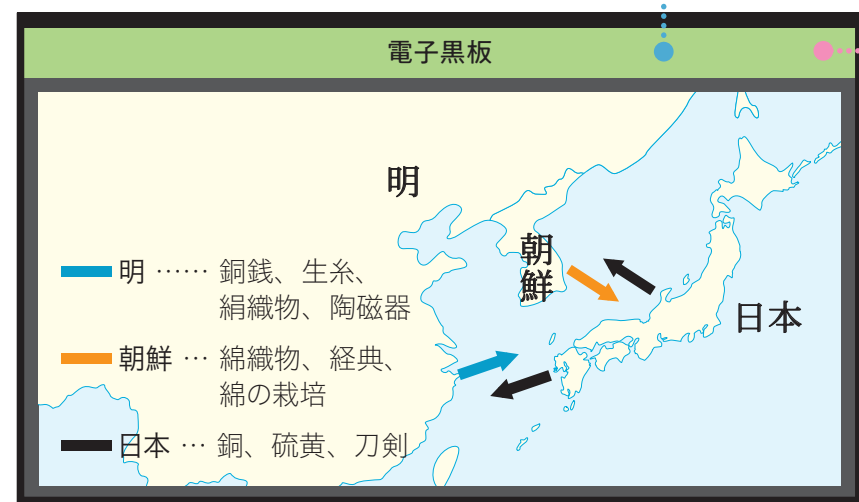 電子黒板
明
朝鮮
日本
明 …… 銅銭、生糸、
絹織物、陶磁器
朝鮮 … 綿織物、経典、
綿の栽培
日本 … 銅、硫黄、刀剣